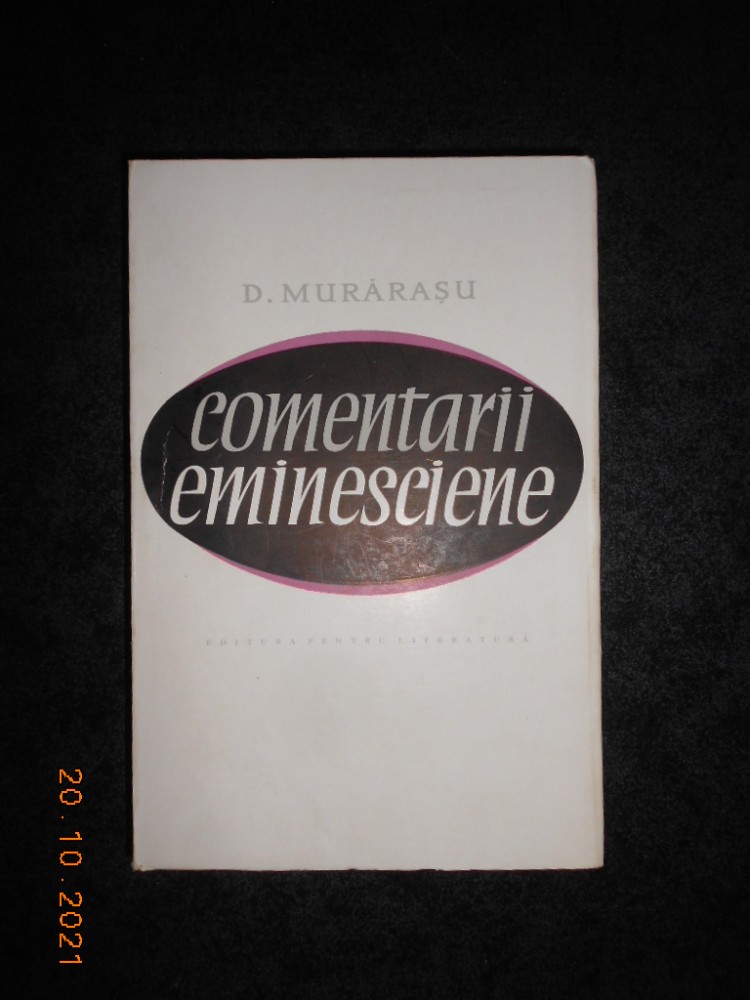 D. MURĂRAȘU
comentarii
eminesciene
EDITURA PENTRU LITERATURĂ
20.10.2021